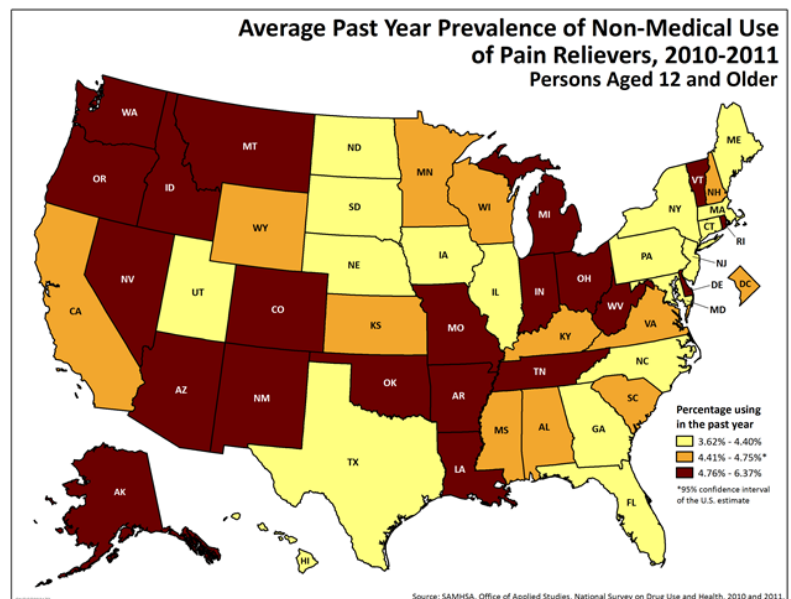 Average Past Year Prevalence of Non-Medical Use
of Pain Relievers, 2010-2011
Persons Aged 12 and Older
WA
MT
ND
MN
ME
OR
ID
SD
WI
MI
VT
NH
NY
MA
CT
RI
WY
IA
NE
PA
NJ
NV
UT
CO
IL
IN
OH
DE
DC
MD
CA
KS
MO
WV
VA
KY
NC
AZ
NM
OK
AR
TN
SC
MS
AL
GA
TX
LA
FL
AK
HI
Percentage using
in the past year
3.62% - 4.40%
4.41% - 4.75%*
4.76% - 6.37%
*95% confidence interval
of the U.S. estimate
Source: SAMHSA, Office of Applied Studies, National Survey on Drug Use and Health, 2010 and 2011.